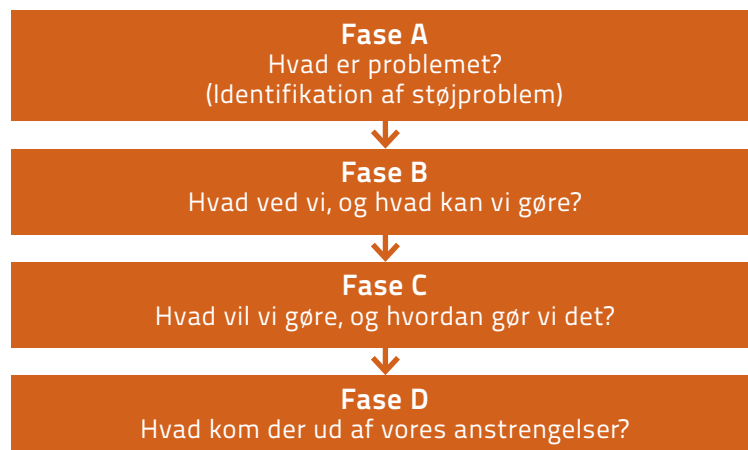 Fase A
Hvad er problemet?
(Identifikation af støjproblem)
Fase B
Hvad ved vi, og hvad kan vi gøre?
Fase C
Hvad vil vi gøre, og hvordan gør vi det?
Fase D
Hvad kom der ud af vores anstrengelser?